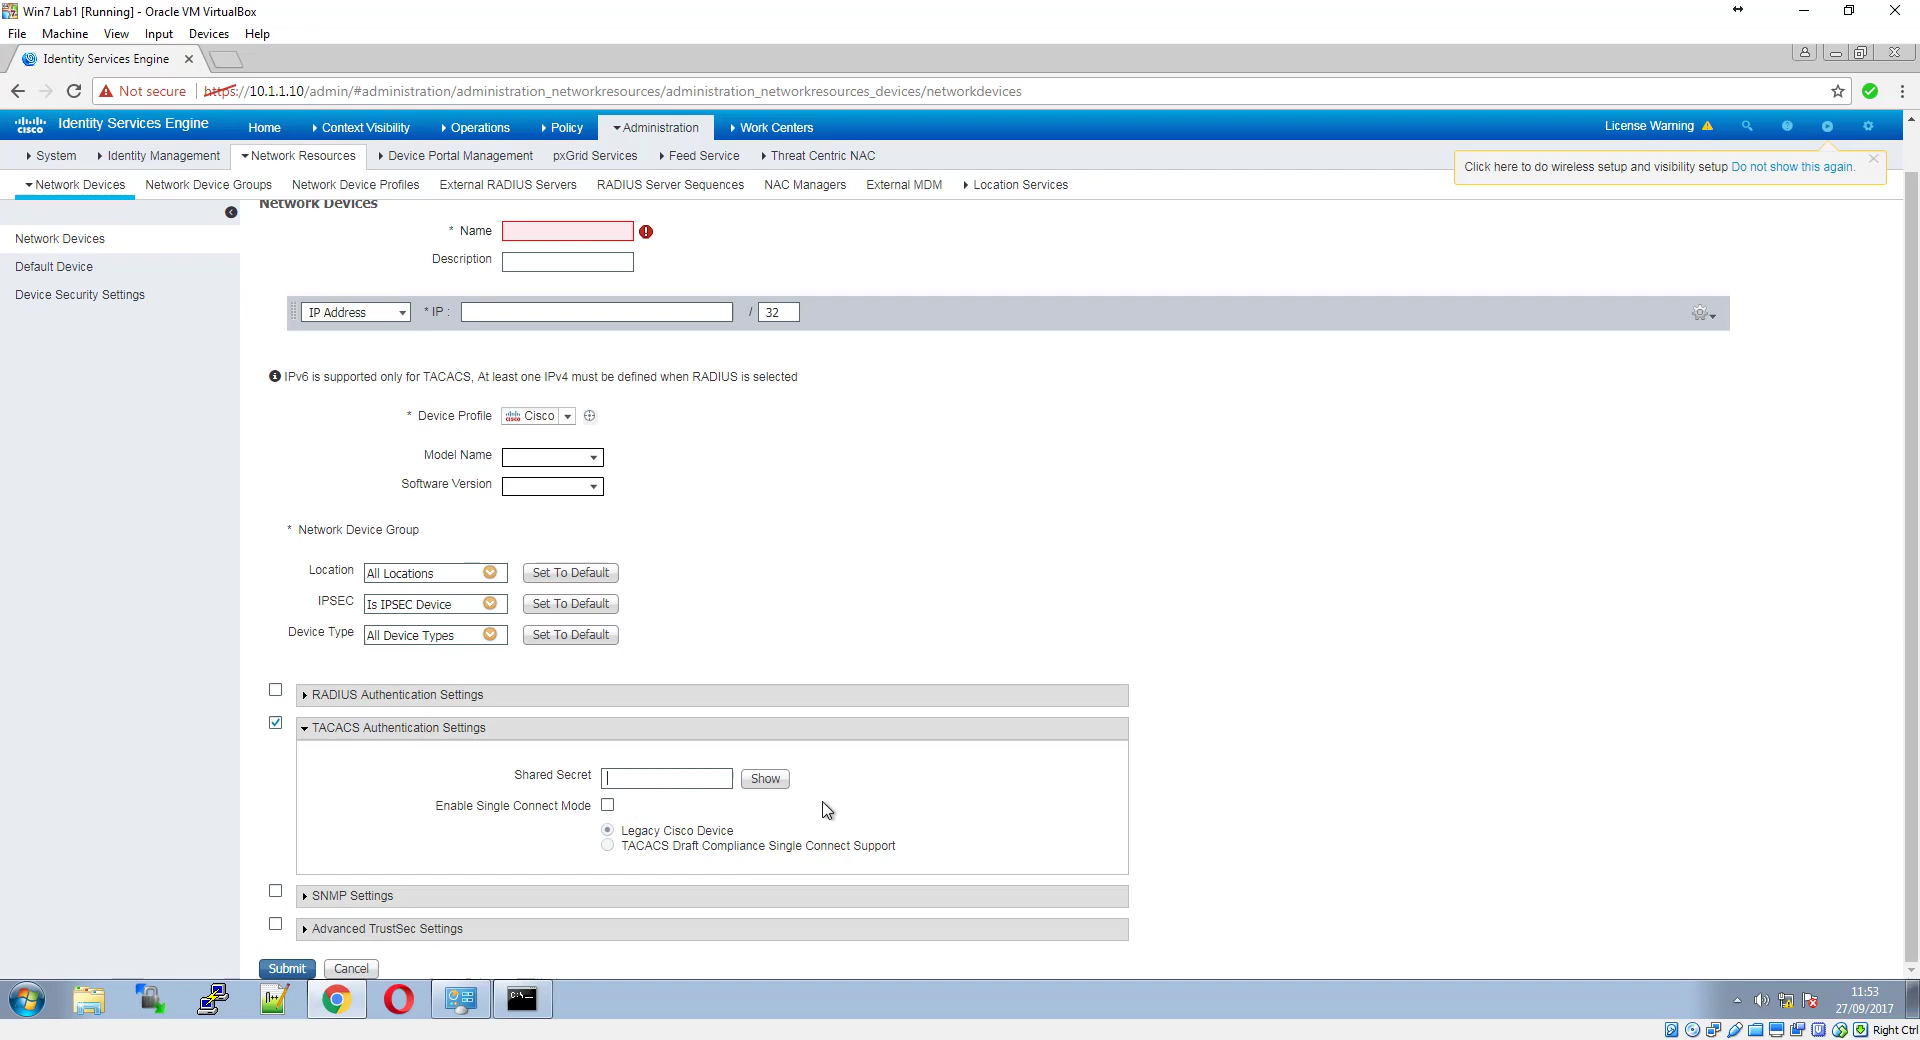 Win7 Lab1 [Running] - Oracle VM VirtualBox
File Machine View Input Devices Help
Identity Services Engine
Not secure https://10.1.1.10/admin/#administration/administration_networkresources/administration_networkresources_devices/networkdevices
CISCO Identity Services Engine Home Context Visibility Operations Policy Administration Work Centers License Warning
System Identity Management Network Resources Device Portal Management pxGrid Services Feed Service Threat Centric NAC
Click here to do wireless setup and visibility setup Do not show this again.
Network Devices Network Device Groups Network Device Profiles External RADIUS Servers RADIUS Server Sequences NAC Managers External MDM Location Services
Network Devices
Default Device
Device Security Settings
Network Devices
* Name
Description
IP Address * IP : / 32
IPv6 is supported only for TACACS, At least one IPv4 must be defined when RADIUS is selected
* Device Profile Cisco
Model Name
Software Version
* Network Device Group
Location All Locations Set To Default
IPSEC Is IPSEC Device Set To Default
Device Type All Device Types Set To Default
RADIUS Authentication Settings
TACACS Authentication Settings
Shared Secret Show
Enable Single Connect Mode
Legacy Cisco Device
TACACS Draft Compliance Single Connect Support
SNMP Settings
Advanced TrustSec Settings
Submit Cancel
11:53
27/09/2017
Right Ctrl